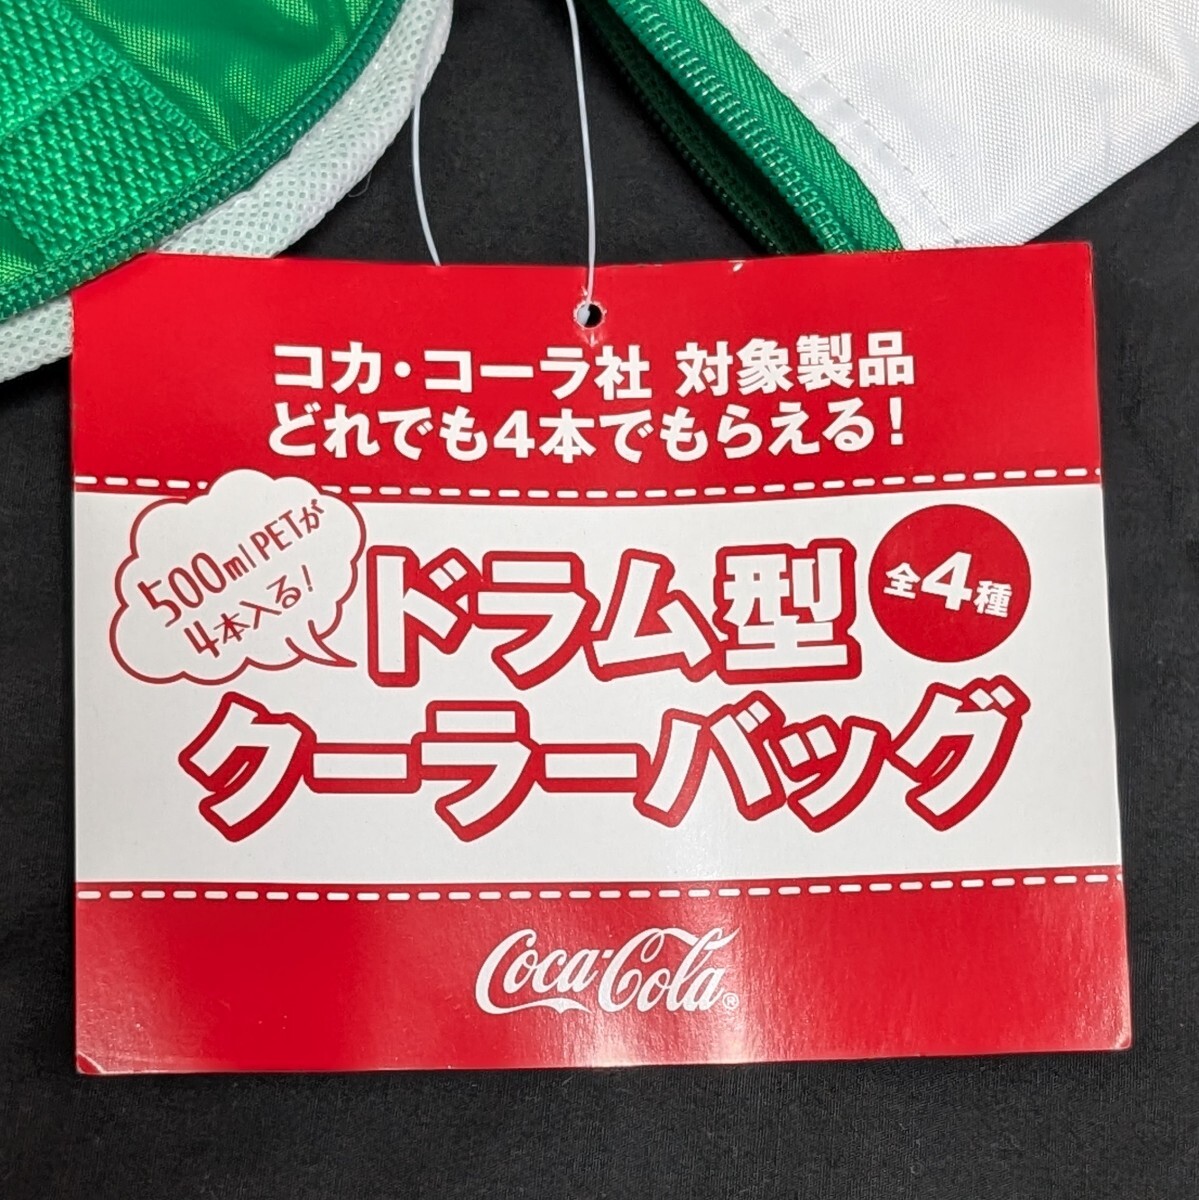 コカ・コーラ社 対象製品
どれでも4本でもらえる！
500ml PETが
4本入る！
ドラム型
全4種
クーラーバッグ
Coca-Cola®